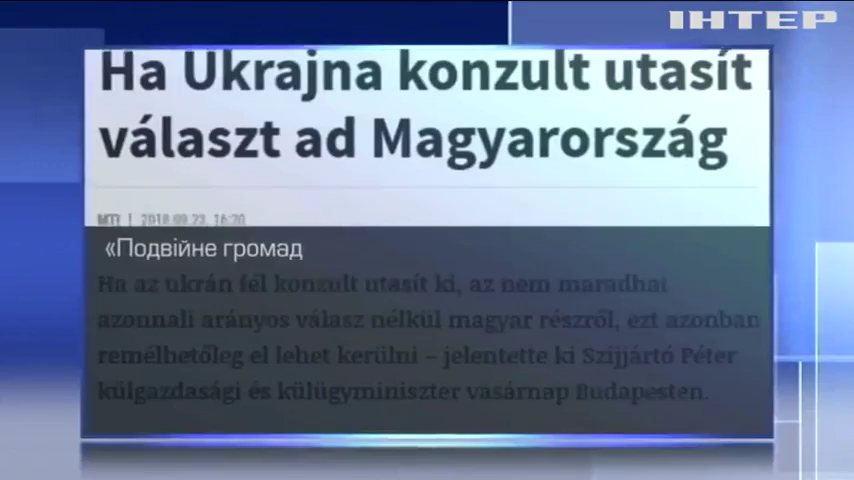 ІНТЕР
Ha Ukrajna konzult utasít
választ ad Magyarország
MTI | 2018.09.23. 16:20
«Подвійне громад
Ha az ukrán fél konzult utasít ki, az nem maradhat
azonnali arányos válasz nélkül magyar részről, ezt azonban
remélhetőleg el lehet kerülni – jelentette ki Szijjártó Péter
külgazdasági és külügyminiszter vasárnap Budapesten.